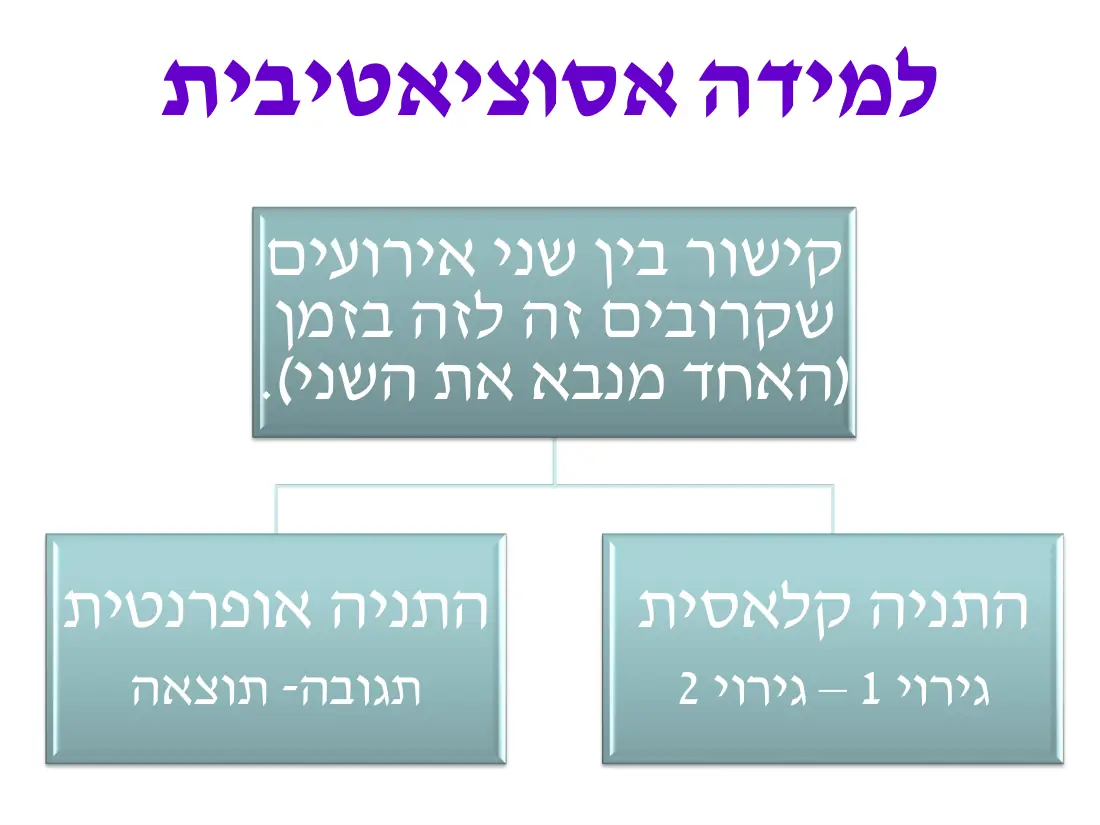 למידה אסוציאטיבית
קישור בין שני אירועים
שקרובים זה לזה בזמן
(האחד מנבא את השני).
התניה קלאסית
גירוי 1 – גירוי 2
התניה אופרנטית
תגובה- תוצאה